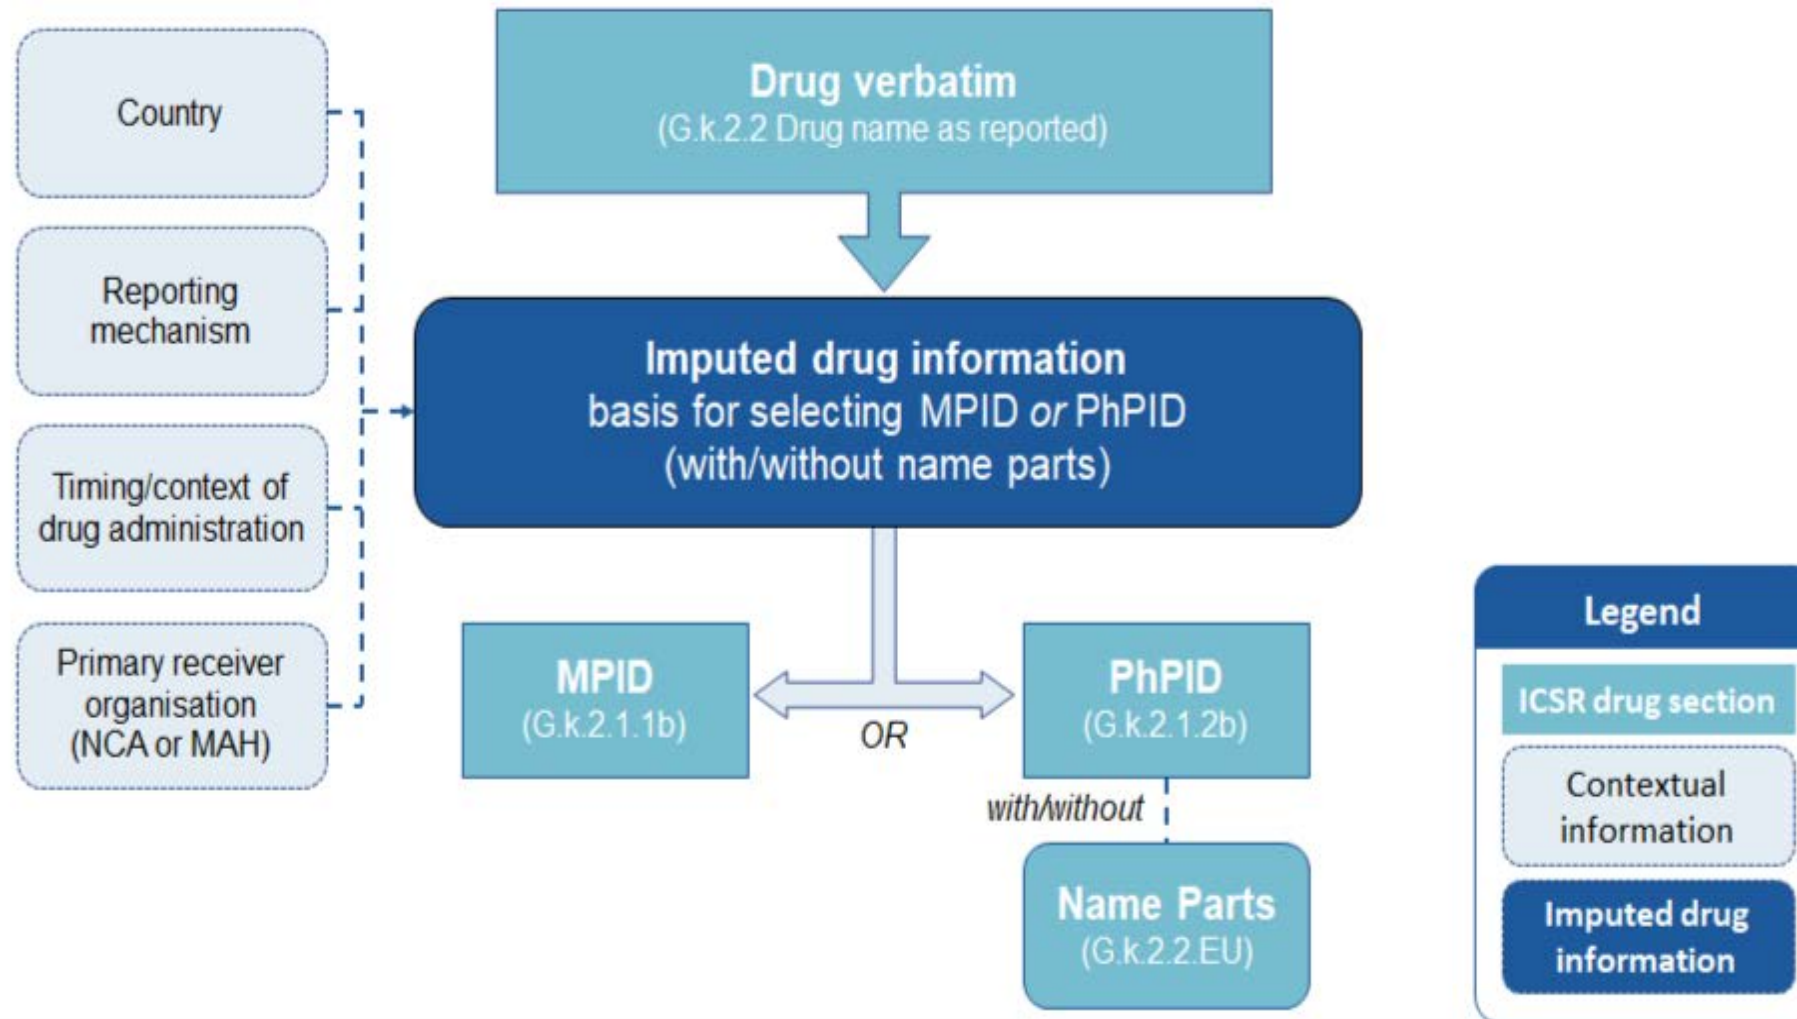 Country
Reporting
mechanism
Timing/context of
drug administration
Primary receiver
organisation
(NCA or MAH)
Drug verbatim
(G.k.2.2 Drug name as reported)
Imputed drug information
basis for selecting MPID or PhPID
(with/without name parts)
MPID
(G.k.2.1.1b)
OR
PhPID
(G.k.2.1.2b)
with/without
Name Parts
(G.k.2.2.EU)
Legend
ICSR drug section
Contextual
information
Imputed drug
information